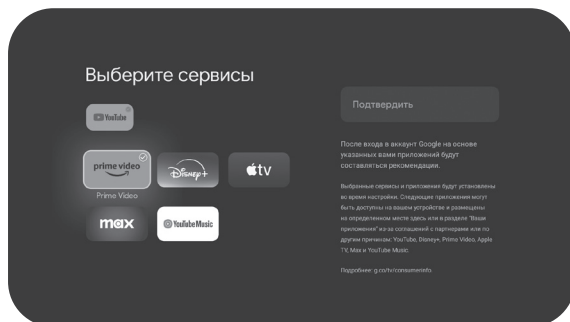 Выберите сервисы
YouTube
prime video
Disney+
tv
Prime Video
max
YouTube Music
Подтвердить
После входа в аккаунт Google на основе
указанных вами приложений будут
составляться рекомендации.
Выбранные сервисы и приложения будут установлены
во время настройки. Следующие приложения могут
быть доступны на вашем устройстве и размещены
на определенном месте здесь или в разделе "Ваши
приложения" из-за соглашений с партнерами или по
другим причинам: YouTube, Disney+, Prime Video, Apple
TV, Max и YouTube Music.
Подробнее: g.co/tv/consumerinfo.